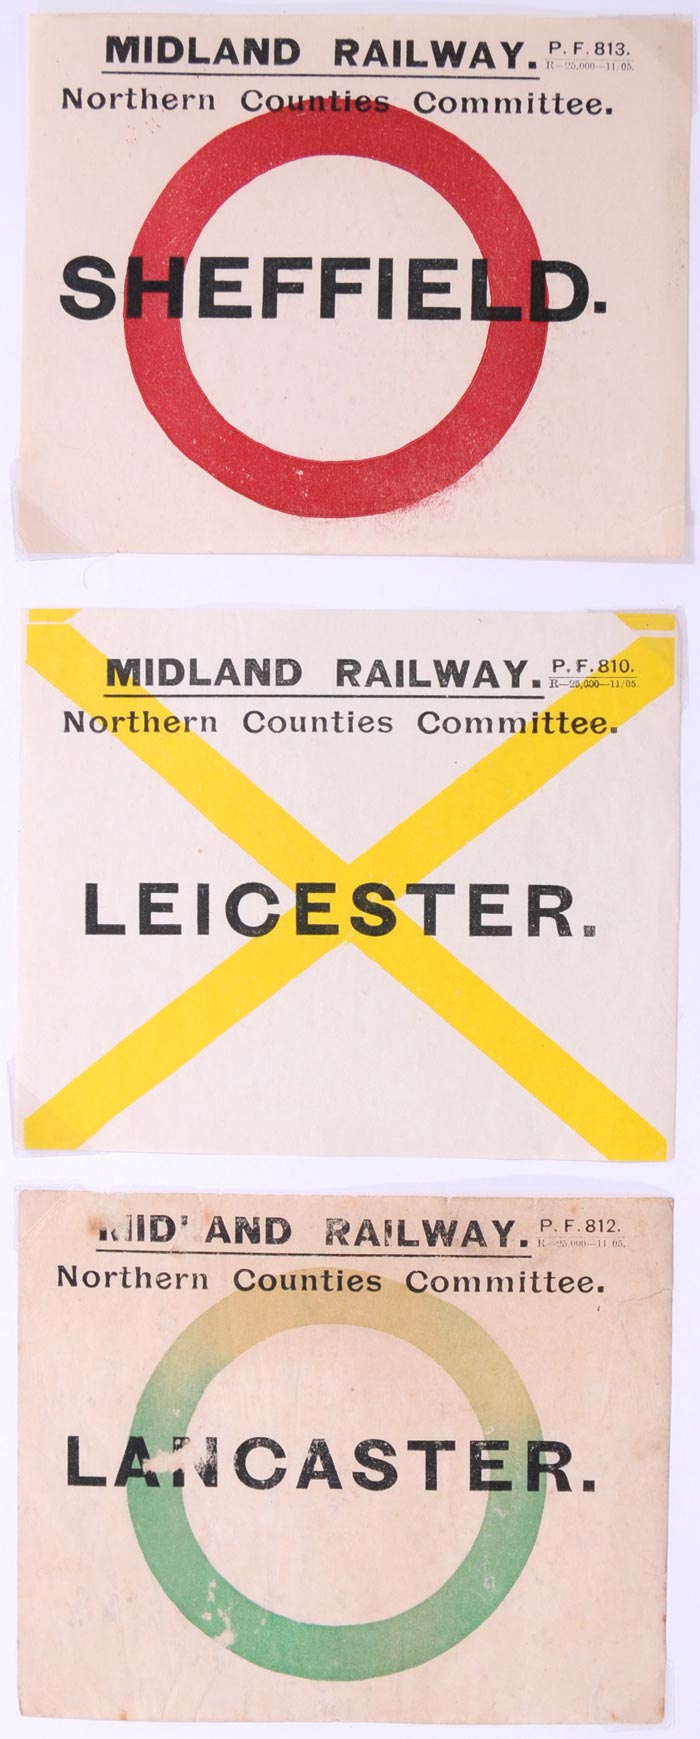 MIDLAND RAILWAY. P. F. 813.
R—25,000—11/05.
Northern Counties Committee.
SHEFFIELD.
MIDLAND RAILWAY. P. F. 810.
R—25,000—11/05.
Northern Counties Committee.
LEICESTER.
MIDLAND RAILWAY. P. F. 812.
R—25,000—11/05.
Northern Counties Committee.
LANCASTER.